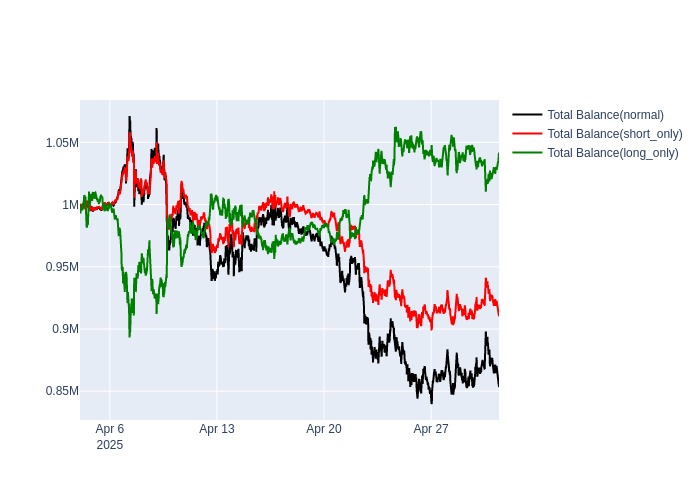 Total Balance(normal)
Total Balance(short_only)
Total Balance(long_only)
1.05M
1M
0.95M
0.9M
0.85M
Apr 6
2025
Apr 13
Apr 20
Apr 27